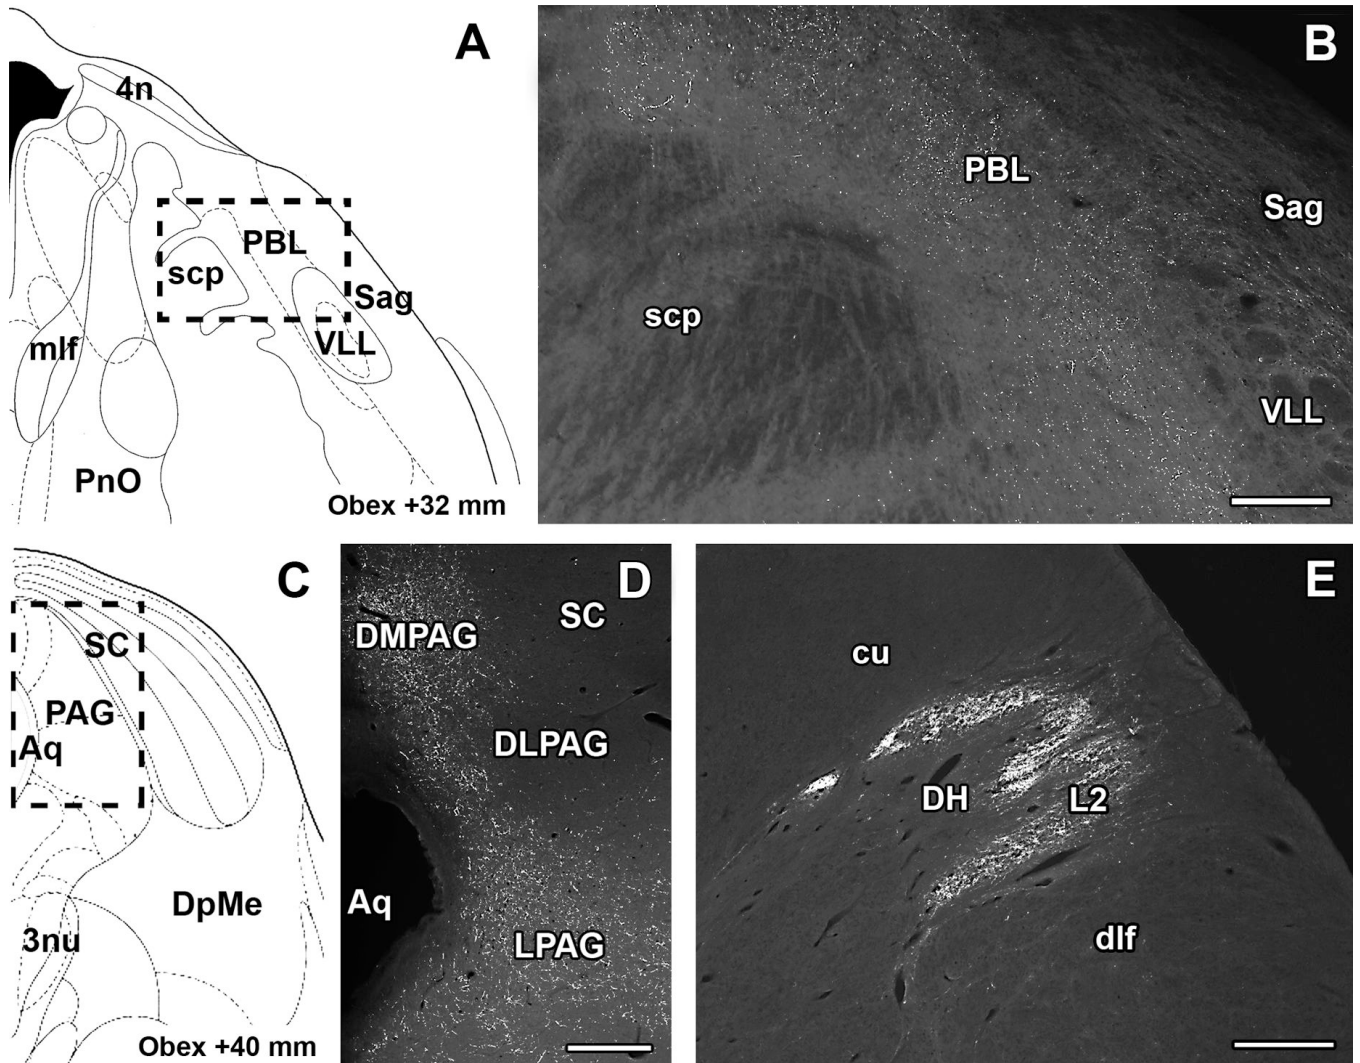 A
4n
PBL
scp
Sag
mlf
VLL
PnO
Obex +32 mm
B
PBL
Sag
scp
VLL
C
SC
PAG
Aq
DpMe
3nu
Obex +40 mm
D
SC
DMPAG
DLPAG
Aq
LPAG
E
cu
DH
L2
dlf